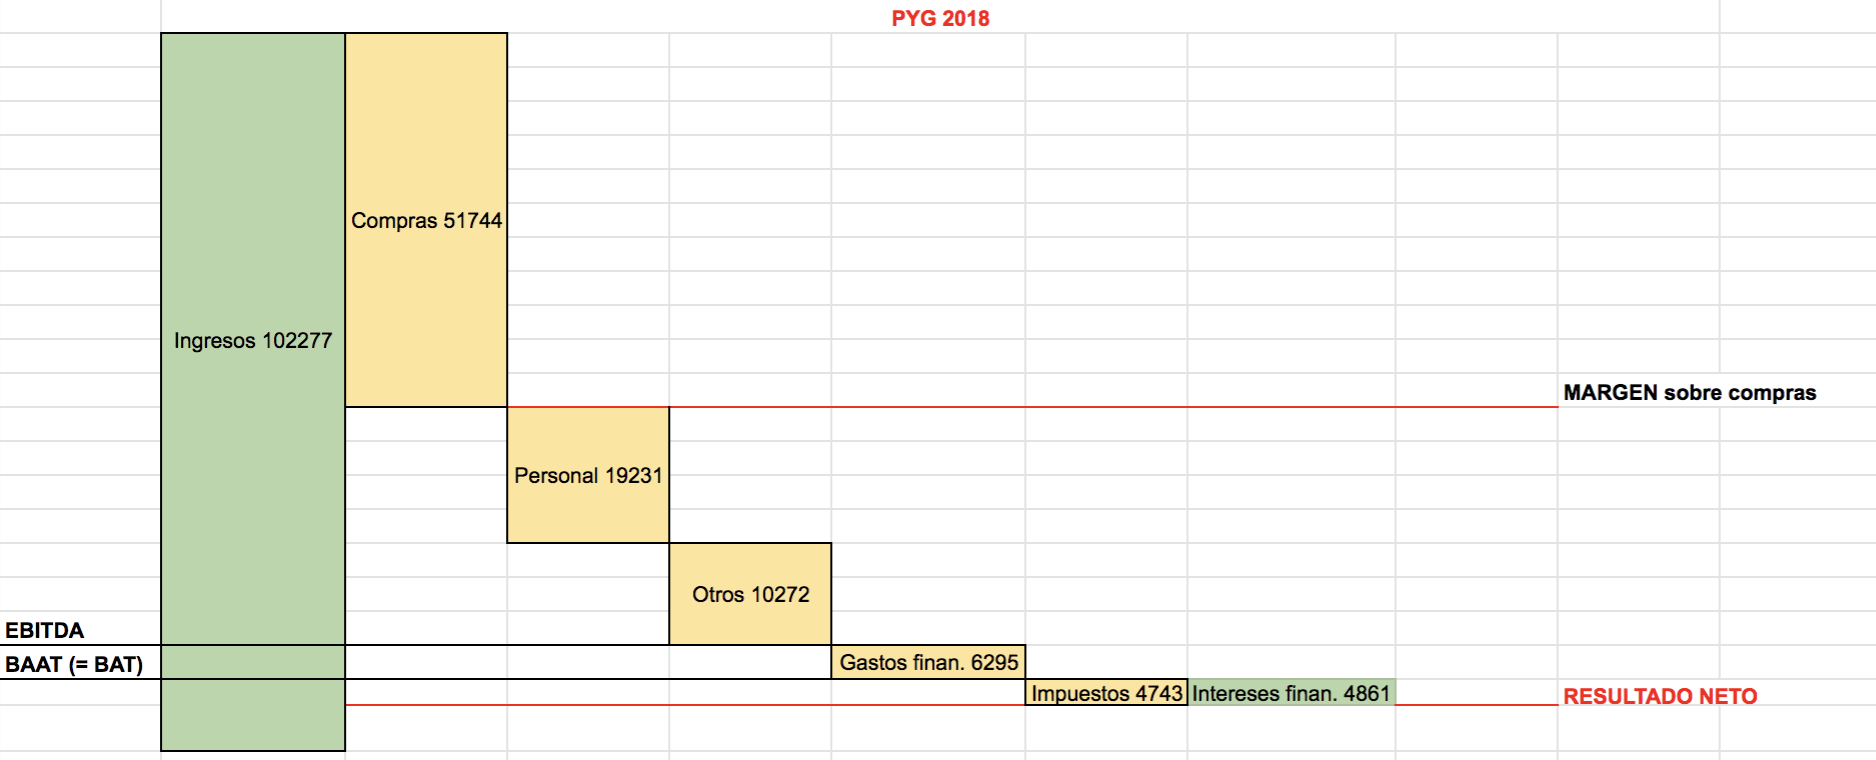 PYG 2018
Compras 51744
Ingresos 102277
MARGEN sobre compras
Personal 19231
Otros 10272
EBITDA
BAAT (= BAT)
Gastos finan. 6295
Impuestos 4743
Intereses finan. 4861
RESULTADO NETO